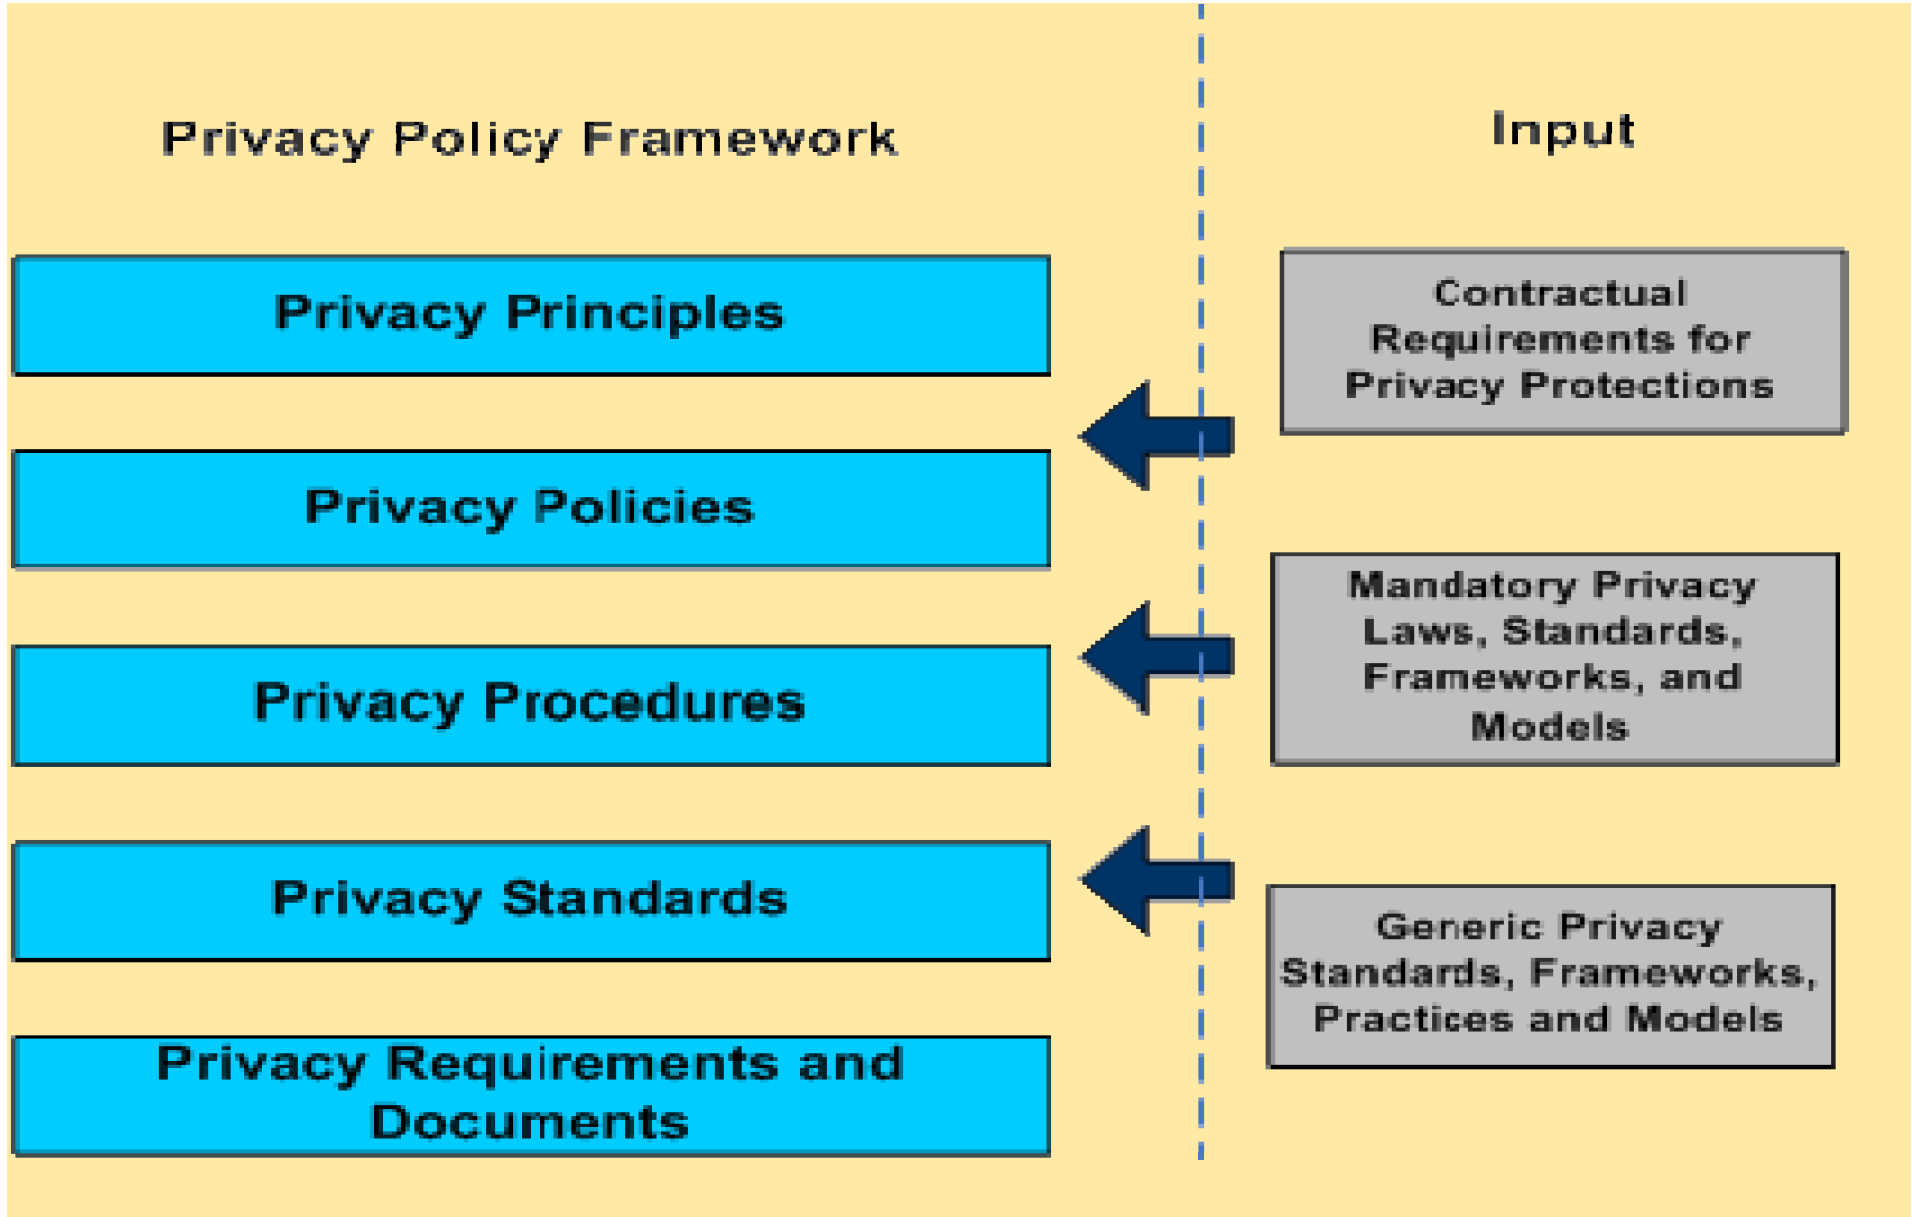 Privacy Policy Framework
Privacy Principles
Privacy Policies
Privacy Procedures
Privacy Standards
Privacy Requirements and
Documents
Input
Contractual
Requirements for
Privacy Protections
Mandatory Privacy
Laws, Standards,
Frameworks, and
Models
Generic Privacy
Standards, Frameworks,
Practices and Models